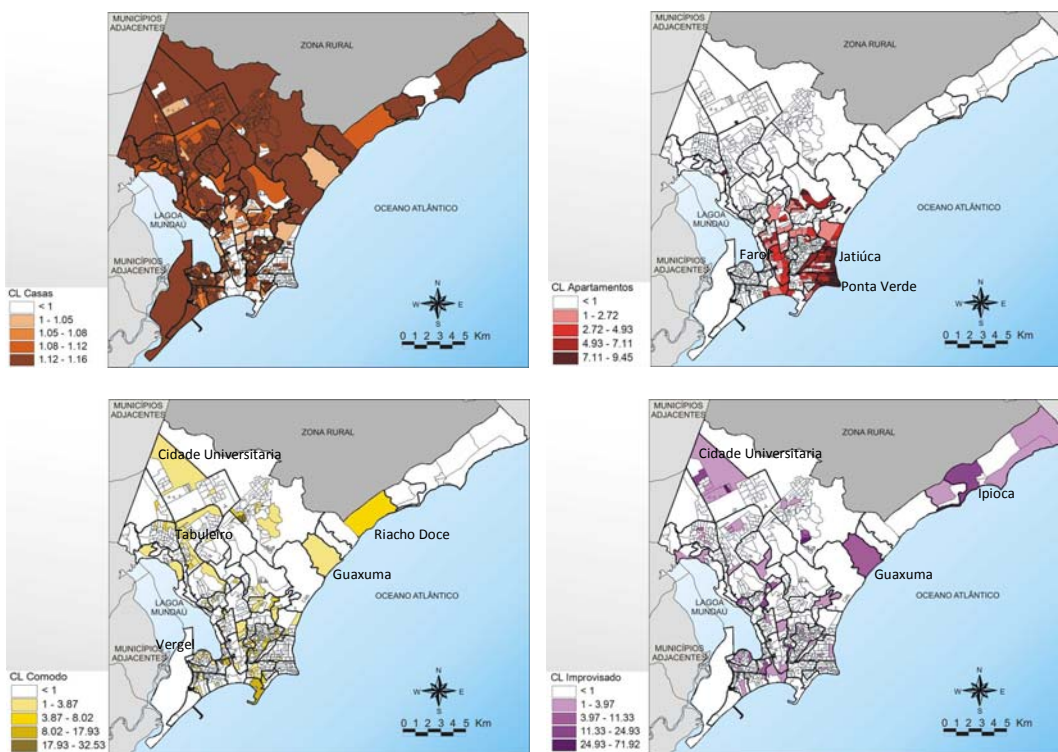 MUNICÍPIOS
ADJACENTES
ZONA RURAL
LAGOA
MUNDAÚ
OCEANO ATLÂNTICO
MUNICÍPIOS
ADJACENTES
CL Casas
< 1
1 - 1.05
1.05 - 1.08
1.08 - 1.12
1.12 - 1.16
N
W E
S
0 1 2 3 4 5 Km
MUNICÍPIOS
ADJACENTES
ZONA RURAL
LAGOA
MUNDAÚ
OCEANO ATLÂNTICO
MUNICÍPIOS
ADJACENTES
Farol
Jatiúca
Ponta Verde
CL Apartamentos
< 1
1 - 2.72
2.72 - 4.93
4.93 - 7.11
7.11 - 9.45
N
W E
S
0 1 2 3 4 5 Km
MUNICÍPIOS
ADJACENTES
ZONA RURAL
Cidade Universitaria
Tabuleiro
Riacho Doce
Guaxuma
LAGOA
MUNDAÚ
OCEANO ATLÂNTICO
Vergel
MUNICÍPIOS
ADJACENTES
CL Comodo
< 1
1 - 3.87
3.87 - 8.02
8.02 - 17.93
17.93 - 32.53
N
W E
S
0 1 2 3 4 5 Km
MUNICÍPIOS
ADJACENTES
ZONA RURAL
Cidade Universitaria
Ipioca
Guaxuma
LAGOA
MUNDAÚ
OCEANO ATLÂNTICO
MUNICÍPIOS
ADJACENTES
CL Improvisado
< 1
1 - 3.97
3.97 - 11.33
11.33 - 24.93
24.93 - 71.92
N
W E
S
0 1 2 3 4 5 Km